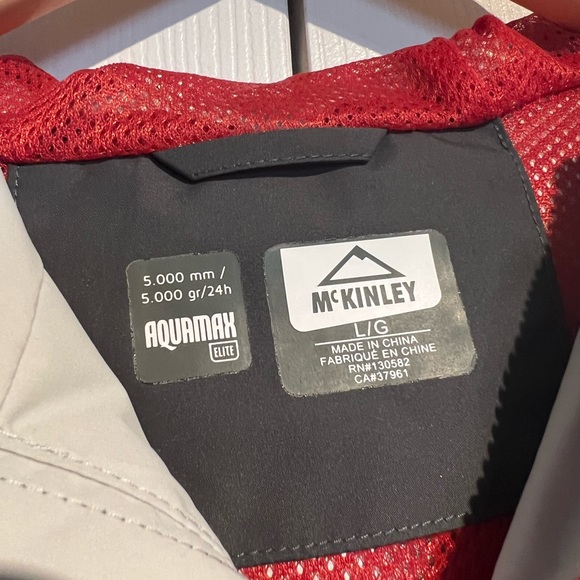 5.000 mm /
5.000 gr/24h
AQUAMAX
ELITE
McKINLEY
L/G
MADE IN CHINA
FABRIQUÉ EN CHINE
RN#130582
CA#37961